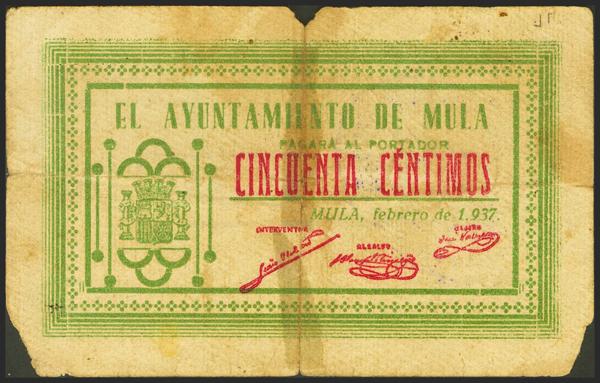 EL AYUNTAMIENTO DE MULA
PAGARÁ AL PORTADOR
CINCUENTA CÉNTIMOS
MULA, febrero de 1.937.
INTERVENTOR
ALCALDE